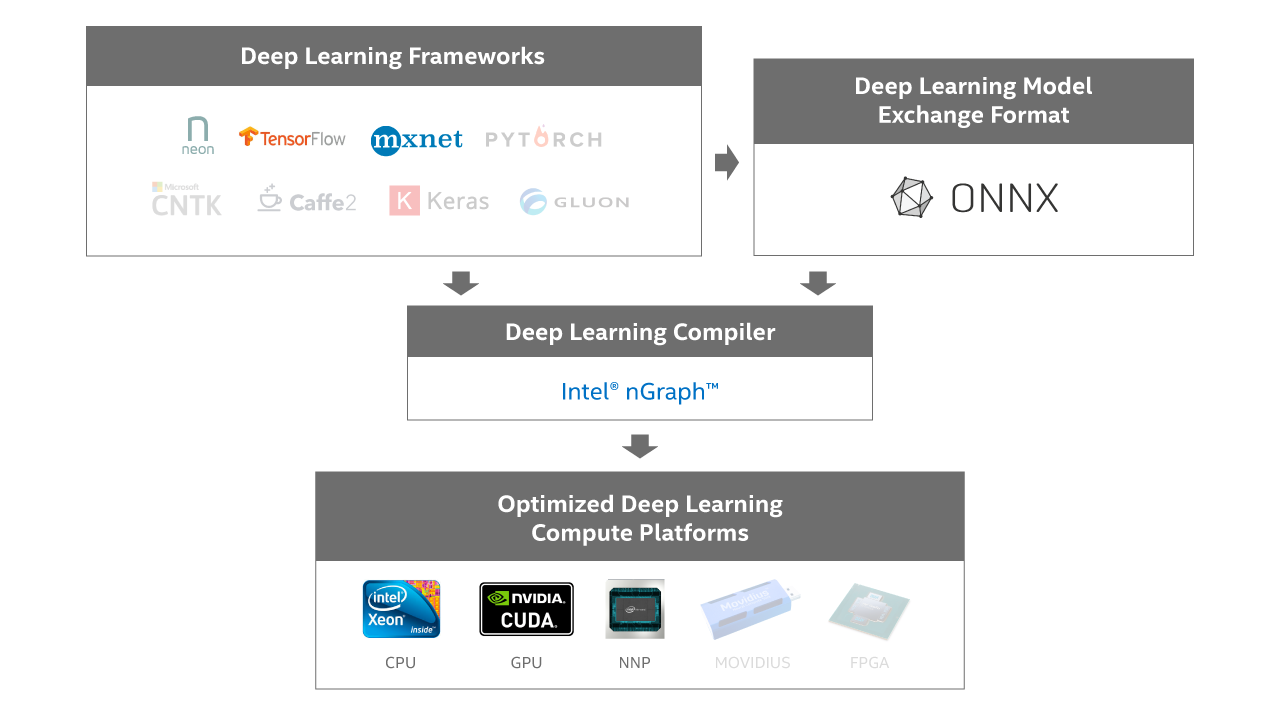 Deep Learning Frameworks
neon
TensorFlow
mxnet
PYTORCH
Microsoft
CNTK
Caffe2
K Keras
GLUON
Deep Learning Model
Exchange Format
ONNX
Deep Learning Compiler
Intel® nGraph™
Optimized Deep Learning
Compute Platforms
intel
Xeon®
inside™
NVIDIA.
CUDA.
Movidius
CPU
GPU
NNP
MOVIDIUS
FPGA